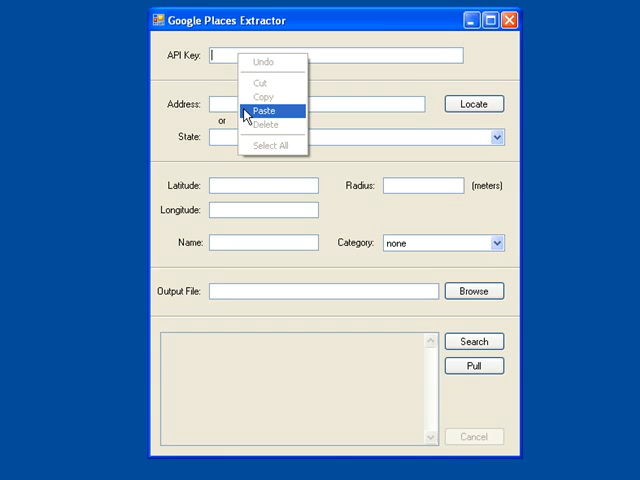 Google Places Extractor
API Key:
Undo
Cut
Copy
Paste
Delete
Select All
Address:
Locate
or
State:
Latitude:
Radius:
(meters)
Longitude:
Name:
Category:
none
Output File:
Browse
Search
Pull
Cancel